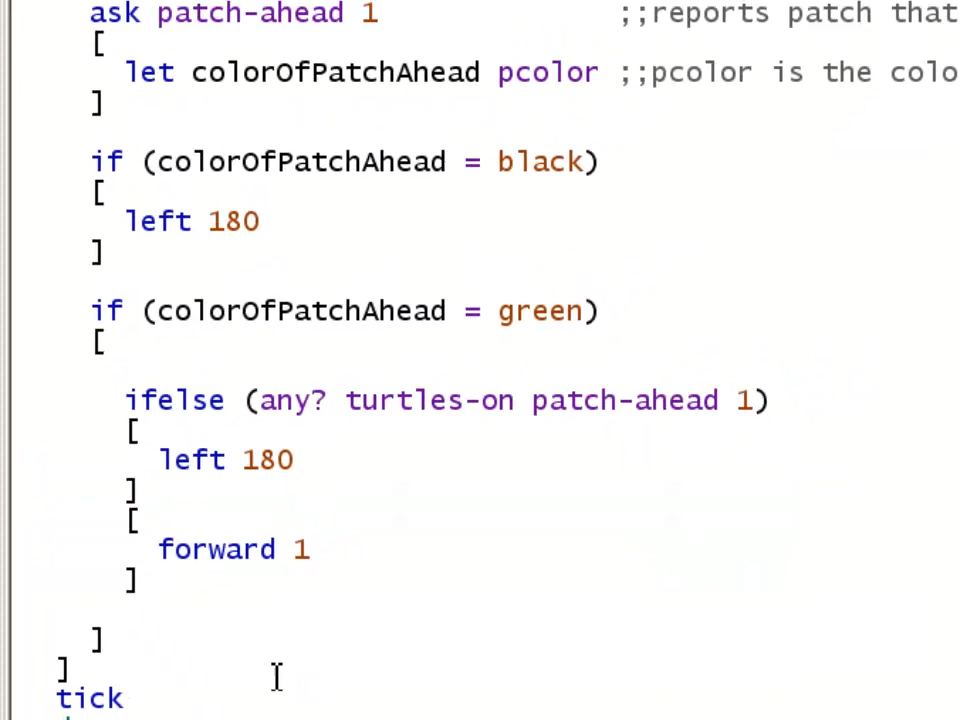 ask patch-ahead 1 ;;reports patch that
[
let colorOfPatchAhead pcolor ;;pcolor is the colo
]
if (colorOfPatchAhead = black)
[
left 180
]
if (colorOfPatchAhead = green)
[
ifelse (any? turtles-on patch-ahead 1)
[
left 180
]
[
forward 1
]
]
]
tick